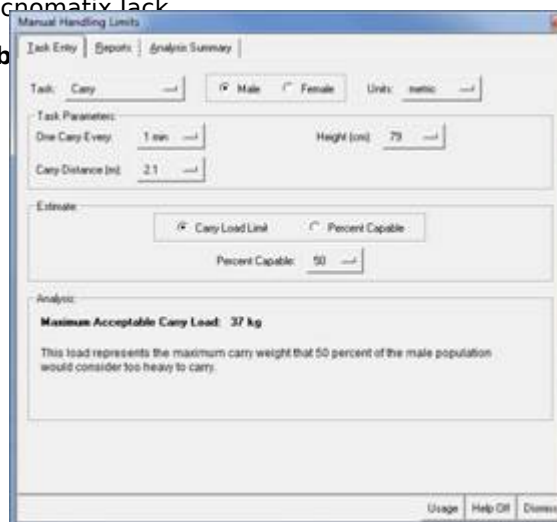 cnomatix Jack
Manual Handling Limits
b
Task Entry Reports Analysis Summary
Task: Carry Male Female Units: metric
Task Parameters:
One Carry Every: 1 min Height (cm): 79
Carry Distance (m): 2.1
Estimate:
Carry Load Limit Percent Capable
Percent Capable: 50
Analysis:
Maximum Acceptable Carry Load: 37 kg
This load represents the maximum carry weight that 50 percent of the male population
would consider too heavy to carry.
Usage Help Off Dismiss